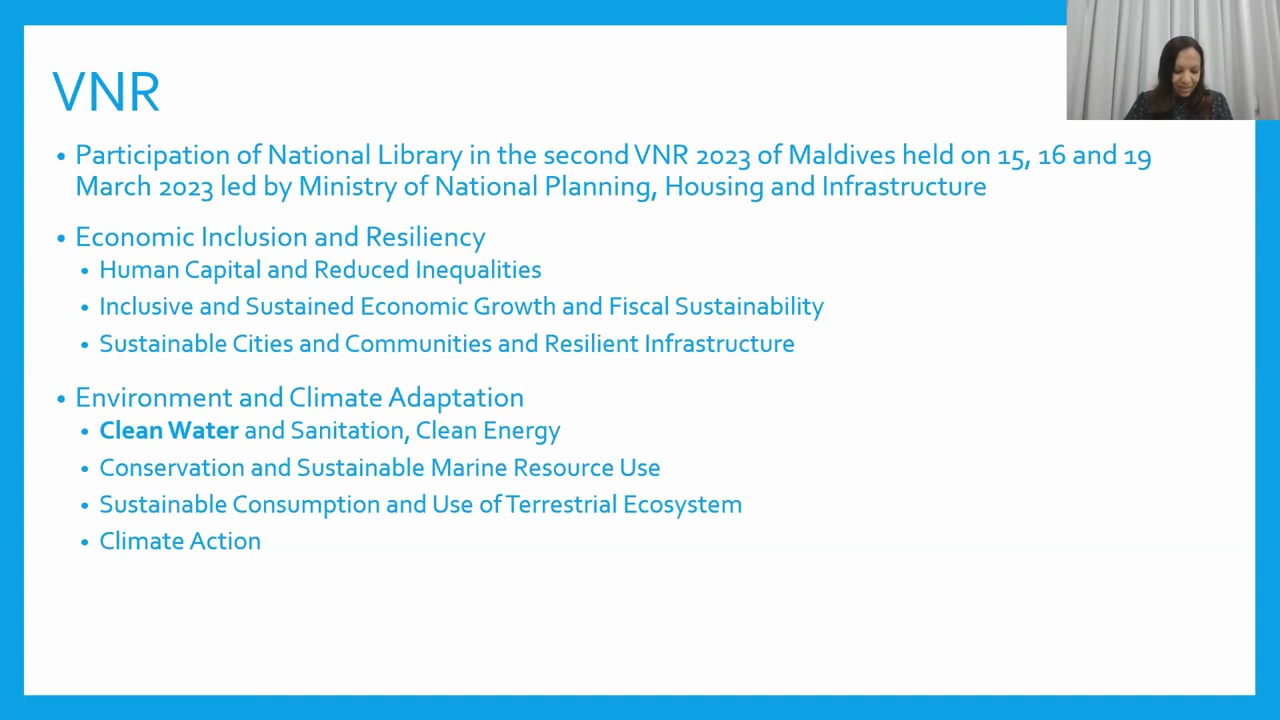 VNR
• Participation of National Library in the second VNR 2023 of Maldives held on 15, 16 and 19
March 2023 led by Ministry of National Planning, Housing and Infrastructure
• Economic Inclusion and Resiliency
• Human Capital and Reduced Inequalities
• Inclusive and Sustained Economic Growth and Fiscal Sustainability
• Sustainable Cities and Communities and Resilient Infrastructure
• Environment and Climate Adaptation
• Clean Water and Sanitation, Clean Energy
• Conservation and Sustainable Marine Resource Use
• Sustainable Consumption and Use of Terrestrial Ecosystem
• Climate Action